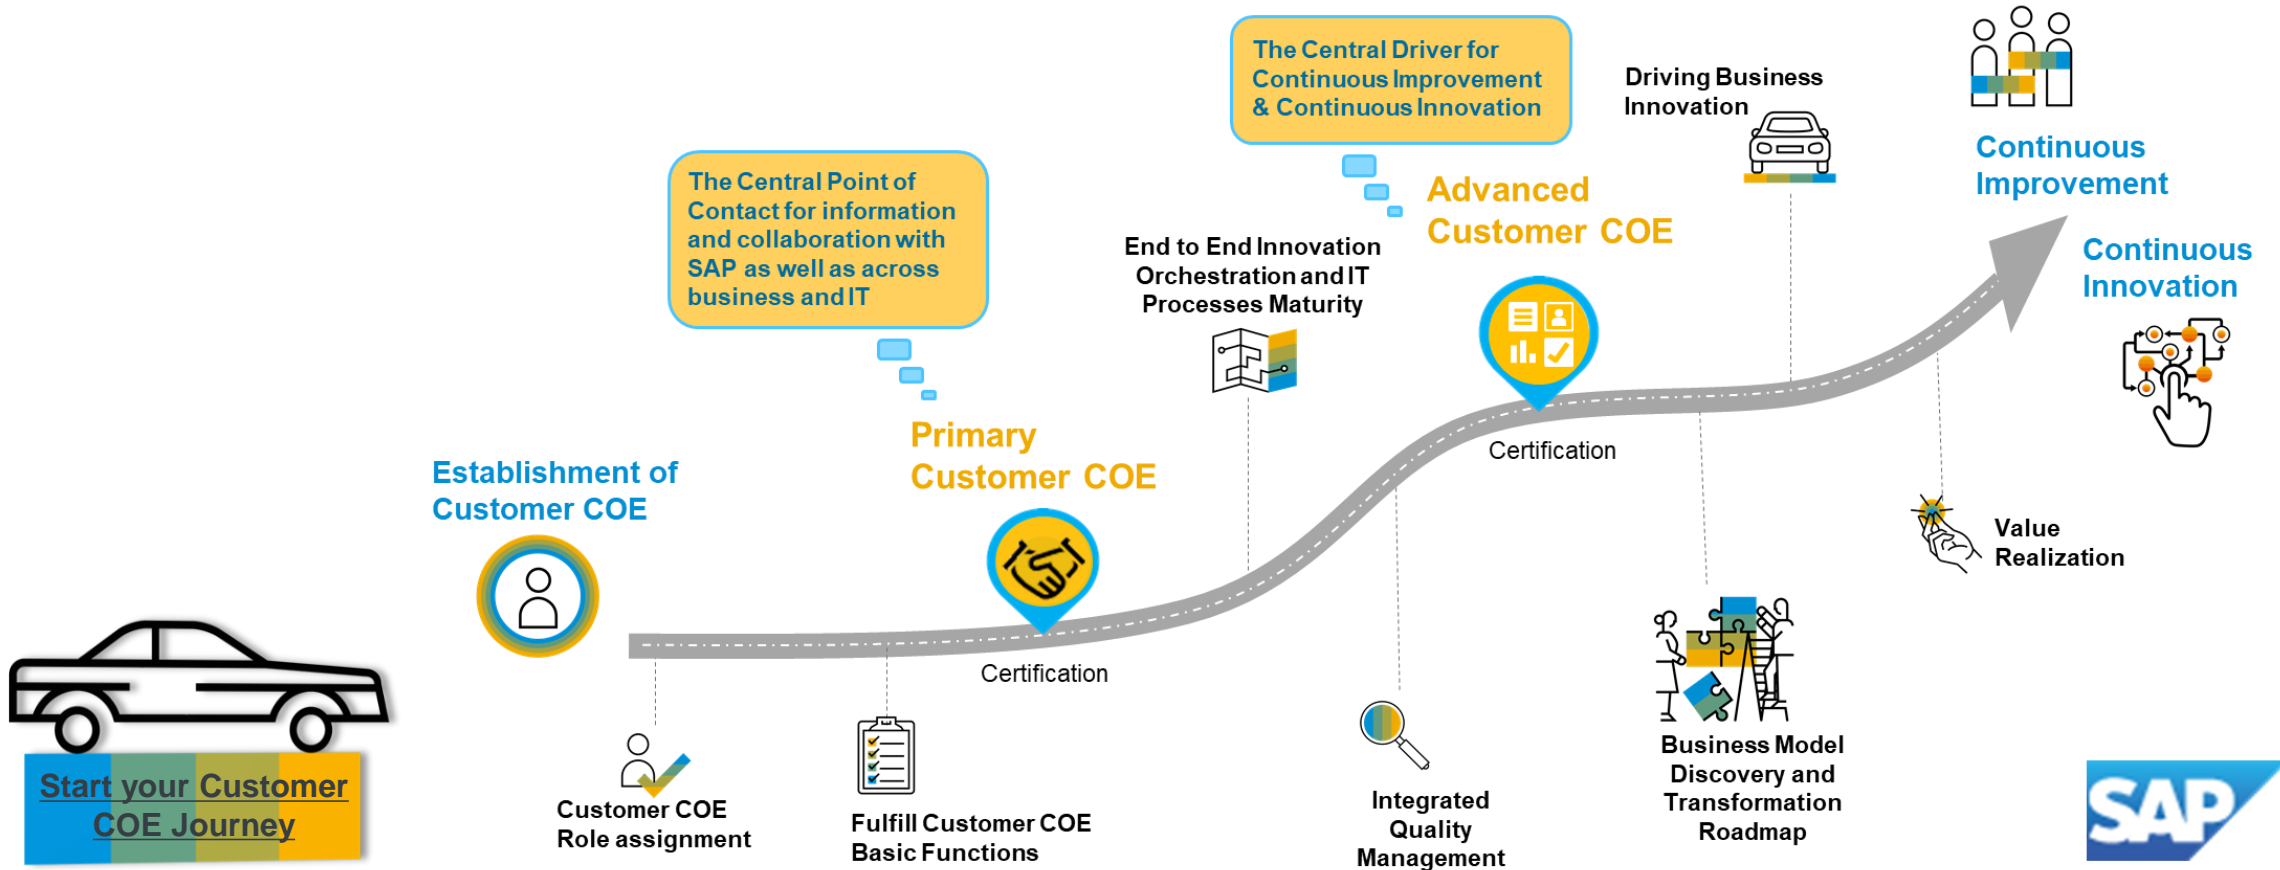 Start your Customer
COE Journey
Establishment of
Customer COE
Customer COE
Role assignment
Fulfill Customer COE
Basic Functions
The Central Point of
Contact for information
and collaboration with
SAP as well as across
business and IT
Primary
Customer COE
Certification
End to End Innovation
Orchestration and IT
Processes Maturity
Integrated
Quality
Management
The Central Driver for
Continuous Improvement
& Continuous Innovation
Advanced
Customer COE
Certification
Business Model
Discovery and
Transformation
Roadmap
Driving Business
Innovation
Value
Realization
Continuous
Improvement
Continuous
Innovation
SAP